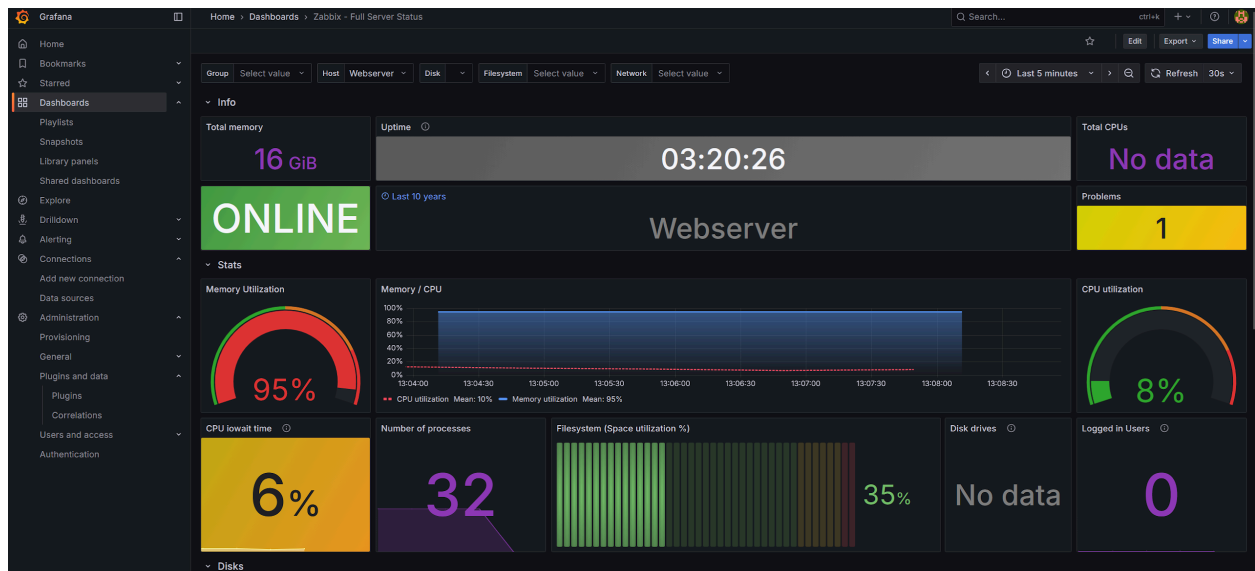 Grafana
Home › Dashboards › Zabbix - Full Server Status
Search...
ctrl+k
Home
Bookmarks
Starred
Dashboards
Playlists
Snapshots
Library panels
Shared dashboards
Explore
Drilldown
Alerting
Connections
Add new connection
Data sources
Administration
Provisioning
General
Plugins and data
Plugins
Correlations
Users and access
Authentication
Edit
Export
Share
Group Select value
Host Webserver
Disk
Filesystem Select value
Network Select value
Last 5 minutes
Refresh 30s
Info
Total memory
16 GiB
Uptime
03:20:26
Total CPUs
No data
ONLINE
Last 10 years
Webserver
Problems
1
Stats
Memory Utilization
95%
Memory / CPU
100%
80%
60%
40%
20%
0%
13:04:00 13:04:30 13:05:00 13:05:30 13:06:00 13:06:30 13:07:00 13:07:30 13:08:00 13:08:30
CPU utilization Mean: 10% Memory utilization Mean: 95%
CPU utilization
8%
CPU iowait time
6%
Number of processes
32
Filesystem (Space utilization %)
35%
Disk drives
No data
Logged in Users
0
Disks